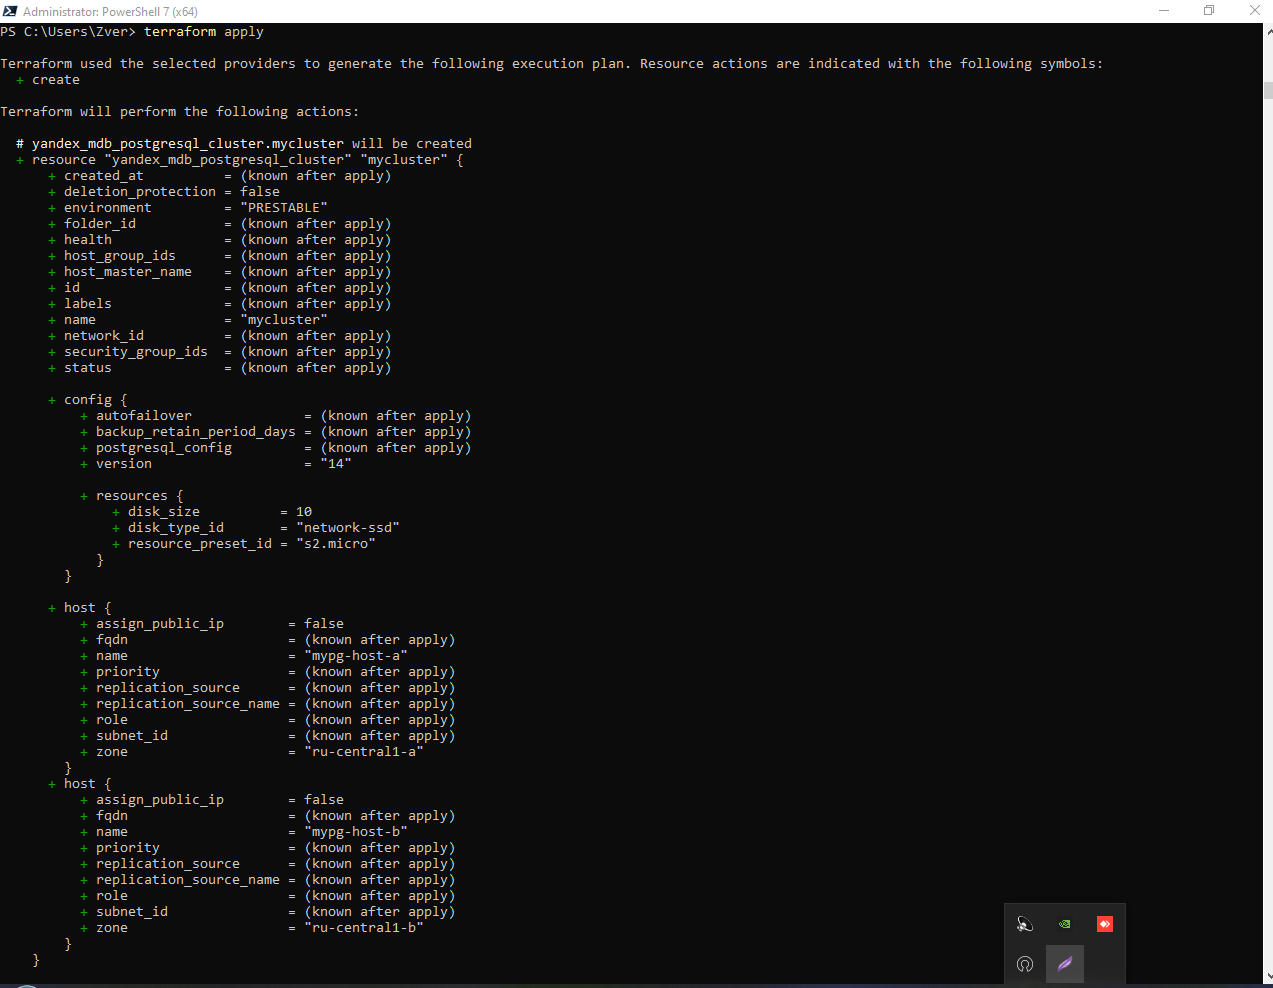 Administrator: PowerShell 7 (x64)
PS C:\Users\Zver> terraform apply
Terraform used the selected providers to generate the following execution plan. Resource actions are indicated with the following symbols:
  + create
Terraform will perform the following actions:
  # yandex_mdb_postgresql_cluster.mycluster will be created
  + resource "yandex_mdb_postgresql_cluster" "mycluster" {
      + created_at          = (known after apply)
      + deletion_protection = false
      + environment         = "PRESTABLE"
      + folder_id           = (known after apply)
      + health              = (known after apply)
      + host_group_ids      = (known after apply)
      + host_master_name    = (known after apply)
      + id                  = (known after apply)
      + labels              = (known after apply)
      + name                = "mycluster"
      + network_id          = (known after apply)
      + security_group_ids  = (known after apply)
      + status              = (known after apply)
      + config {
          + autofailover              = (known after apply)
          + backup_retain_period_days = (known after apply)
          + postgresql_config         = (known after apply)
          + version                   = "14"
          + resources {
              + disk_size          = 10
              + disk_type_id       = "network-ssd"
              + resource_preset_id = "s2.micro"
            }
        }
      + host {
          + assign_public_ip        = false
          + fqdn                    = (known after apply)
          + name                    = "mypg-host-a"
          + priority                = (known after apply)
          + replication_source      = (known after apply)
          + replication_source_name = (known after apply)
          + role                    = (known after apply)
          + subnet_id               = (known after apply)
          + zone                    = "ru-central1-a"
        }
      + host {
          + assign_public_ip        = false
          + fqdn                    = (known after apply)
          + name                    = "mypg-host-b"
          + priority                = (known after apply)
          + replication_source      = (known after apply)
          + replication_source_name = (known after apply)
          + role                    = (known after apply)
          + subnet_id               = (known after apply)
          + zone                    = "ru-central1-b"
        }
    }